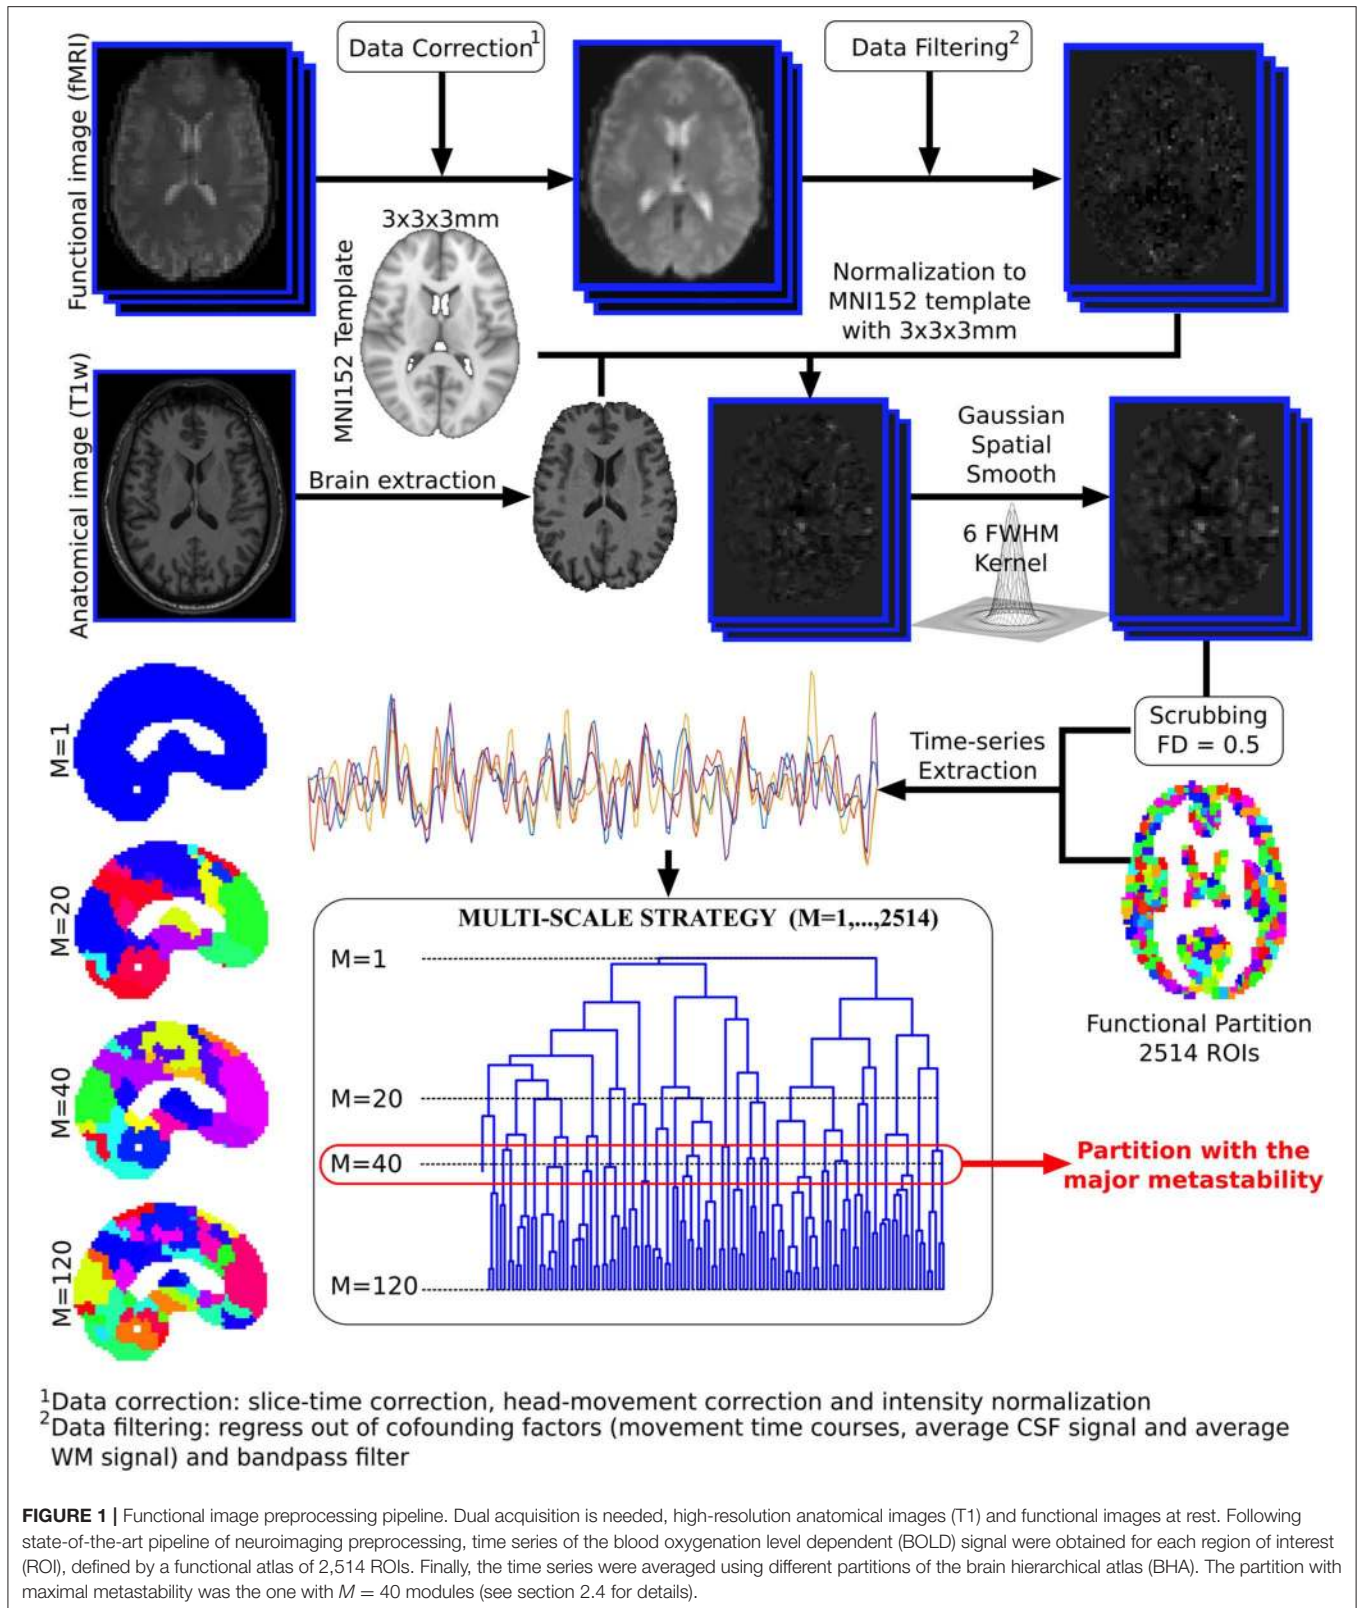 Functional image (fMRI)
Data Correction1
Data Filtering2
3x3x3mm
MNI152 Template
Normalization to
MNI152 template
with 3x3x3mm
Anatomical image (T1w)
Brain extraction
Gaussian
Spatial
Smooth
6 FWHM
Kernel
Scrubbing
FD = 0.5
Time-series
Extraction
Functional Partition
2514 ROIs
M=1
M=20
M=40
M=120
MULTI-SCALE STRATEGY (M=1,...,2514)
M=1
M=20
M=40
M=120
Partition with the
major metastability
1Data correction: slice-time correction, head-movement correction and intensity normalization
2Data filtering: regress out of cofounding factors (movement time courses, average CSF signal and average
WM signal) and bandpass filter
FIGURE 1 | Functional image preprocessing pipeline. Dual acquisition is needed, high-resolution anatomical images (T1) and functional images at rest. Following
state-of-the-art pipeline of neuroimaging preprocessing, time series of the blood oxygenation level dependent (BOLD) signal were obtained for each region of interest
(ROI), defined by a functional atlas of 2,514 ROIs. Finally, the time series were averaged using different partitions of the brain hierarchical atlas (BHA). The partition with
maximal metastability was the one with M = 40 modules (see section 2.4 for details).